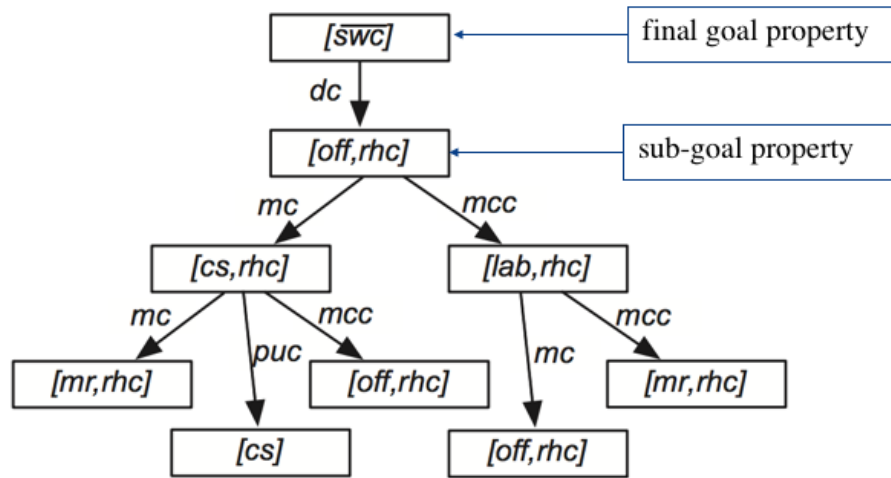 [s̅w̅c̅]
final goal property
dc
[off,rhc]
sub-goal property
mc
mcc
[cs,rhc]
[lab,rhc]
mc
puc
mcc
mc
mcc
[mr,rhc]
[off,rhc]
[mr,rhc]
[cs]
[off,rhc]